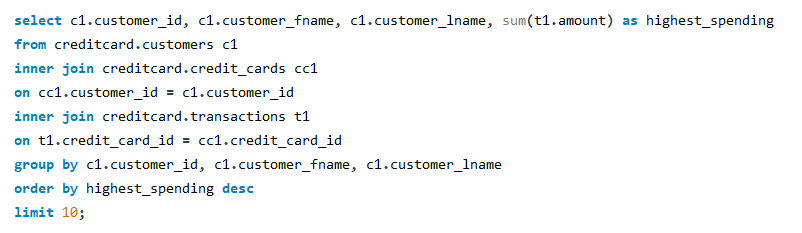 select c1.customer_id, c1.customer_fname, c1.customer_lname, sum(t1.amount) as highest_spending
from creditcard.customers c1
inner join creditcard.credit_cards cc1
on cc1.customer_id = c1.customer_id
inner join creditcard.transactions t1
on t1.credit_card_id = cc1.credit_card_id
group by c1.customer_id, c1.customer_fname, c1.customer_lname
order by highest_spending desc
limit 10;